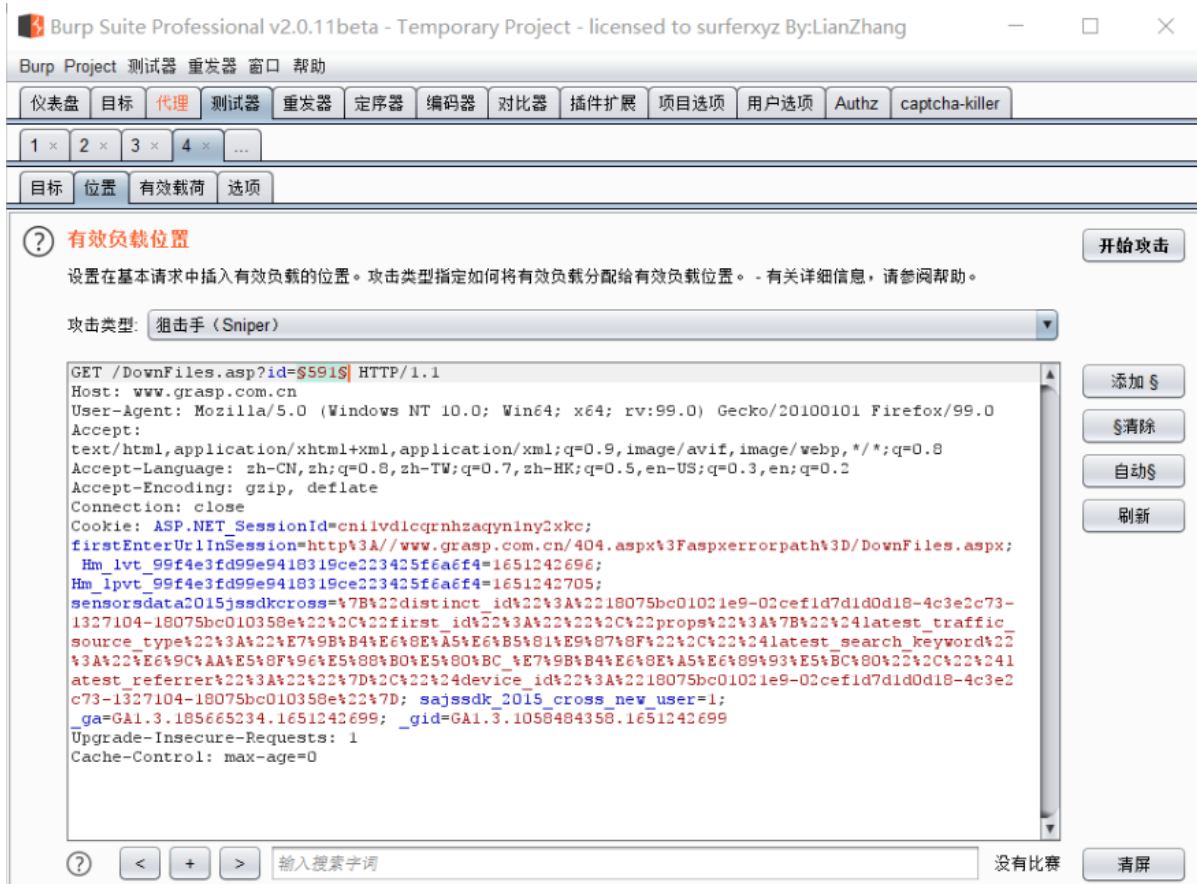 Burp Suite Professional v2.0.11beta - Temporary Project - licensed to surferxyz By:LianZhang
Burp Project 测试器 重发器 窗口 帮助
仪表盘 目标 代理 测试器 重发器 定序器 编码器 对比器 插件扩展 项目选项 用户选项 Authz captcha-killer
1 × 2 × 3 × 4 × ...
目标 位置 有效载荷 选项
? 有效负载位置 开始攻击
设置在基本请求中插入有效负载的位置。攻击类型指定如何将有效负载分配给有效负载位置。 - 有关详细信息，请参阅帮助。
攻击类型: 狙击手（Sniper）
添加 §
§清除
自动§
刷新
GET /DownFiles.asp?id=§591§ HTTP/1.1
Host: www.grasp.com.cn
User-Agent: Mozilla/5.0 (Windows NT 10.0; Win64; x64; rv:99.0) Gecko/20100101 Firefox/99.0
Accept:
text/html,application/xhtml+xml,application/xml;q=0.9,image/avif,image/webp,*/*;q=0.8
Accept-Language: zh-CN,zh;q=0.8,zh-TW;q=0.7,zh-HK;q=0.5,en-US;q=0.3,en;q=0.2
Accept-Encoding: gzip, deflate
Connection: close
Cookie: ASP.NET_SessionId=cni1vd1cqrnhzaqyn1ny2xkc;
firstEnterUrlInSession=http%3A//www.grasp.com.cn/404.aspx%3Faspxerrorpath%3D/DownFiles.aspx;
Hm_lvt_99f4e3fd99e9418319ce223425f6a6f4=1651242696;
Hm_lpvt_99f4e3fd99e9418319ce223425f6a6f4=1651242705;
sensorsdata2015jssdkcross=%7B%22distinct_id%22%3A%2218075bc01021e9-02cef1d7d1d0d18-4c3e2c73-
1327104-18075bc010358e%22%2C%22first_id%22%3A%22%22%2C%22props%22%3A%7B%22%24latest_traffic_
source_type%22%3A%22%E7%9B%B4%E6%8E%A5%E6%B5%81%E9%87%8F%22%2C%22%24latest_search_keyword%22
%3A%22%E6%9C%AA%E5%8F%96%E5%88%B0%E5%80%BC_%E7%9B%B4%E6%8E%A5%E6%89%93%E5%BC%80%22%2C%22%24l
atest_referrer%22%3A%22%22%7D%2C%22%24device_id%22%3A%2218075bc01021e9-02cef1d7d1d0d18-4c3e2
c73-1327104-18075bc010358e%22%7D; sajssdk_2015_cross_new_user=1;
_ga=GA1.3.185665234.1651242699; _gid=GA1.3.1058484358.1651242699
Upgrade-Insecure-Requests: 1
Cache-Control: max-age=0
? < + > 输入搜索字词 没有比赛 清屏